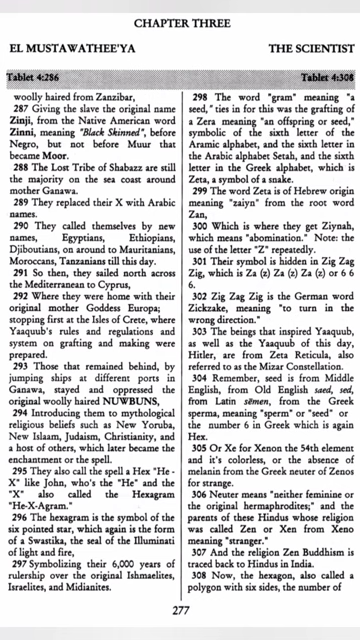 CHAPTER THREE
EL MUSTAWATHEE'YA
THE SCIENTIST
Tablet 4:286
Tablet 4:308
woolly haired from Zanzibar,
287 Giving the slave the original name
Zinji, from the Native American word
Zinni, meaning "Black Skinned", before
Negro, but not before Muur that
became Moor.
288 The Lost Tribe of Shabazz are still
the majority on the sea coast around
mother Ganawa.
289 They replaced their X with Arabic
names.
290 They called themselves by new
names, Egyptians, Ethiopians,
Djiboutians, on around to Mauritanians,
Moroccans, Tanzanians till this day.
291 So then, they sailed north across
the Mediterranean to Cyprus,
292 Where they were home with their
original mother Goddess Europa;
stopping first at the Isles of Crete, where
Yaaqub's rules and regulations and
system on grafting and making were
prepared.
293 Those that remained behind, by
jumping ships at different ports in
Ganawa, stayed and oppressed the
original woolly haired NUWBUNS,
294 Introducing them to mythological
religious beliefs such as New Yoruba,
New Islaam, Judaism, Christianity, and
a host of others, which later became the
enchantment or the spell.
295 They also call the spell a Hex "He -
X" like John, who's the "He" and the
"X" also called the Hexagram
"He-X-Agram."
296 The hexagram is the symbol of the
six pointed star, which again is the form
of a Swastika, the seal of the Illuminati
of light and fire,
297 Symbolizing their 6,000 years of
rulership over the original Ishmaelites,
Israelites, and Midianites.
298 The word "gram" meaning "a
seed," ties in for this was the grafting of
a Zera meaning "an offspring or seed,"
symbolic of the sixth letter of the
Aramic alphabet, and the sixth letter in
the Arabic alphabet Setah, and the sixth
letter in the Greek alphabet, which is
Zeta, a symbol of a snake.
299 The word Zeta is of Hebrew origin
meaning "zaiyn" from the root word
Zan,
300 Which is where they get Ziynah,
which means "abomination." Note: the
use of the letter "Z" repeatedly.
301 Their symbol is hidden in Zig Zag
Zig, which is Za (z) Za (z) Za (z) or 6 6
6.
302 Zig Zag Zig is the German word
Zickzake, meaning "to turn in the
wrong direction."
303 The beings that inspired Yaaqub,
as well as the Yaaqub of this day,
Hitler, are from Zeta Reticula, also
referred to as the Mizar Constellation.
304 Remember, seed is from Middle
English, from Old English seed, sed,
from Latin sēmen, from the Greek
sperma, meaning "sperm" or "seed" or
the number 6 in Greek which is again
Hex.
305 Or Xe for Xenon the 54th element
and it's colorless, or the absence of
melanin from the Greek neuter of Zenos
for strange.
306 Neuter means "neither feminine or
the original hermaphrodites;" and the
parents of these Hindus whose religion
was called Zen or Xen from Xeno
meaning "stranger."
307 And the religion Zen Buddhism is
traced back to Hindus in India.
308 Now, the hexagon, also called a
polygon with six sides, the number of
277